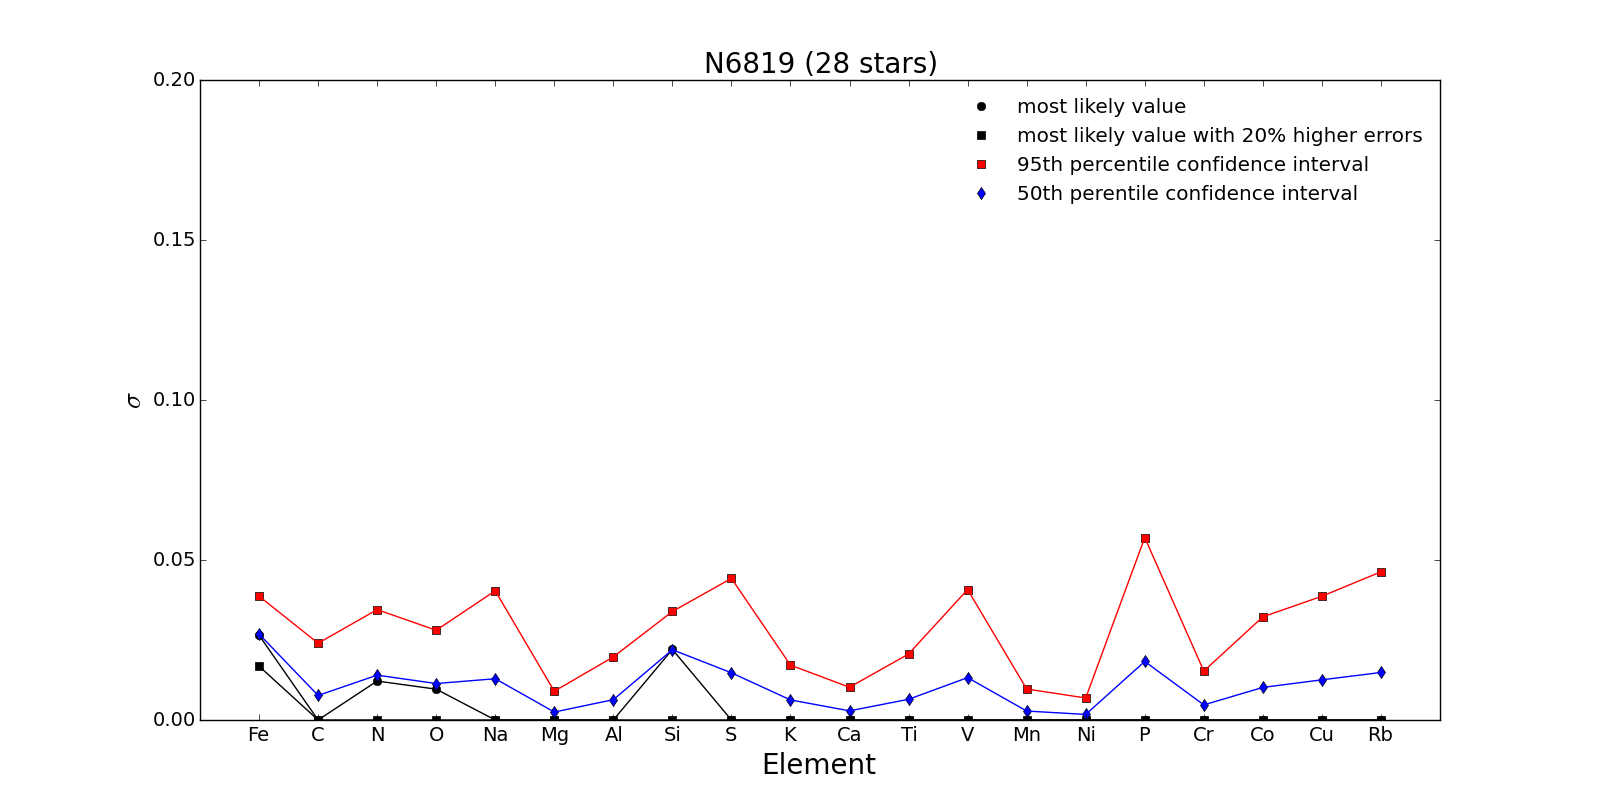 N6819 (28 stars)
most likely value
most likely value with 20% higher errors
95th percentile confidence interval
50th perentile confidence interval
0.20
0.15
0.10
0.05
0.00
σ
Fe C N O Na Mg Al Si S K Ca Ti V Mn Ni P Cr Co Cu Rb
Element